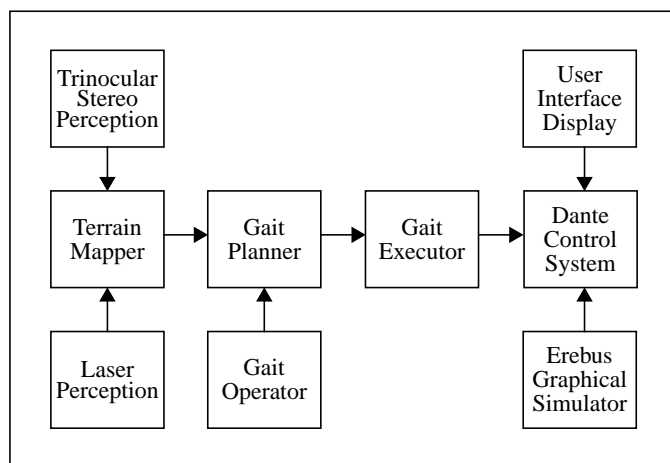 Trinocular
Stereo
Perception
User
Interface
Display
Terrain
Mapper
Gait
Planner
Gait
Executor
Dante
Control
System
Laser
Perception
Gait
Operator
Erebus
Graphical
Simulator